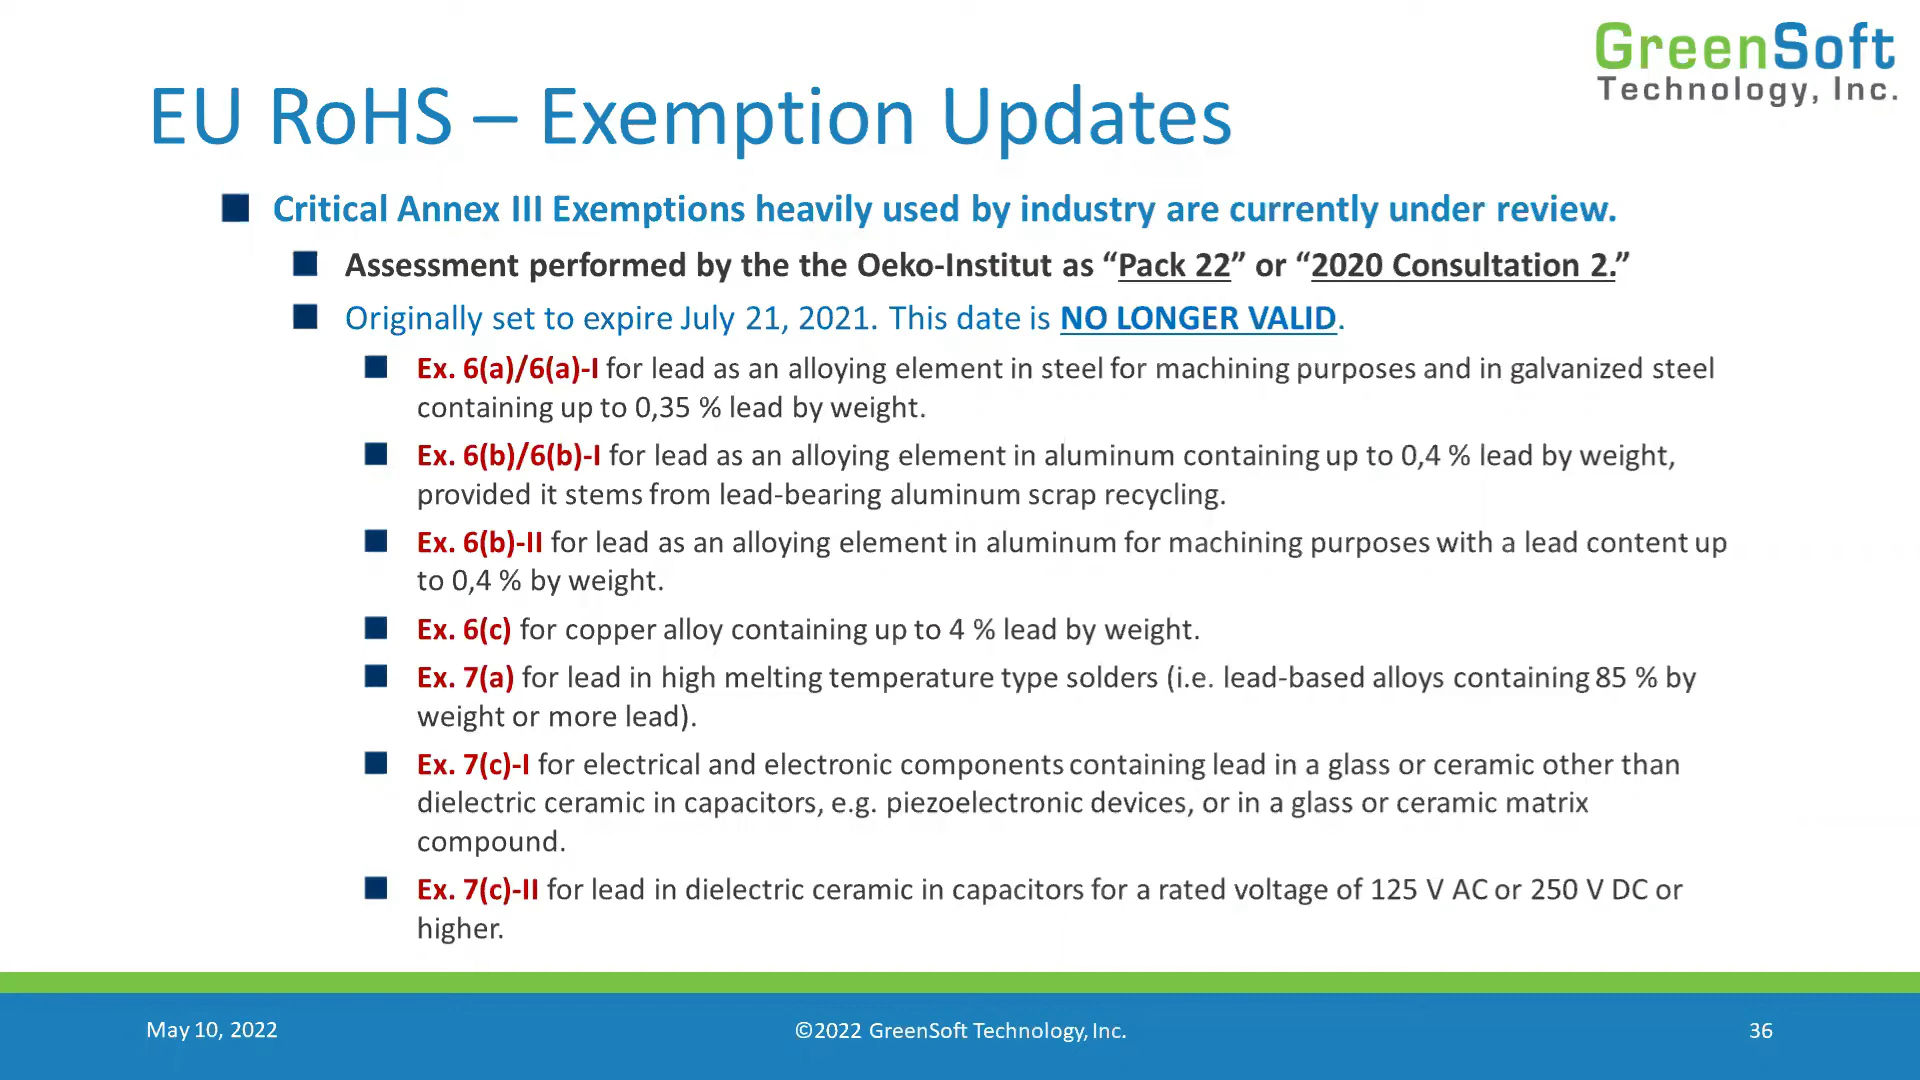 GreenSoft
Technology, Inc.
EU RoHS – Exemption Updates
Critical Annex III Exemptions heavily used by industry are currently under review.
Assessment performed by the the Oeko-Institut as “Pack 22” or “2020 Consultation 2.”
Originally set to expire July 21, 2021. This date is NO LONGER VALID.
Ex. 6(a)/6(a)-I for lead as an alloying element in steel for machining purposes and in galvanized steel
containing up to 0,35 % lead by weight.
Ex. 6(b)/6(b)-I for lead as an alloying element in aluminum containing up to 0,4 % lead by weight,
provided it stems from lead-bearing aluminum scrap recycling.
Ex. 6(b)-II for lead as an alloying element in aluminum for machining purposes with a lead content up
to 0,4 % by weight.
Ex. 6(c) for copper alloy containing up to 4 % lead by weight.
Ex. 7(a) for lead in high melting temperature type solders (i.e. lead-based alloys containing 85 % by
weight or more lead).
Ex. 7(c)-I for electrical and electronic components containing lead in a glass or ceramic other than
dielectric ceramic in capacitors, e.g. piezoelectronic devices, or in a glass or ceramic matrix
compound.
Ex. 7(c)-II for lead in dielectric ceramic in capacitors for a rated voltage of 125 V AC or 250 V DC or
higher.
May 10, 2022
©2022 GreenSoft Technology, Inc.
36